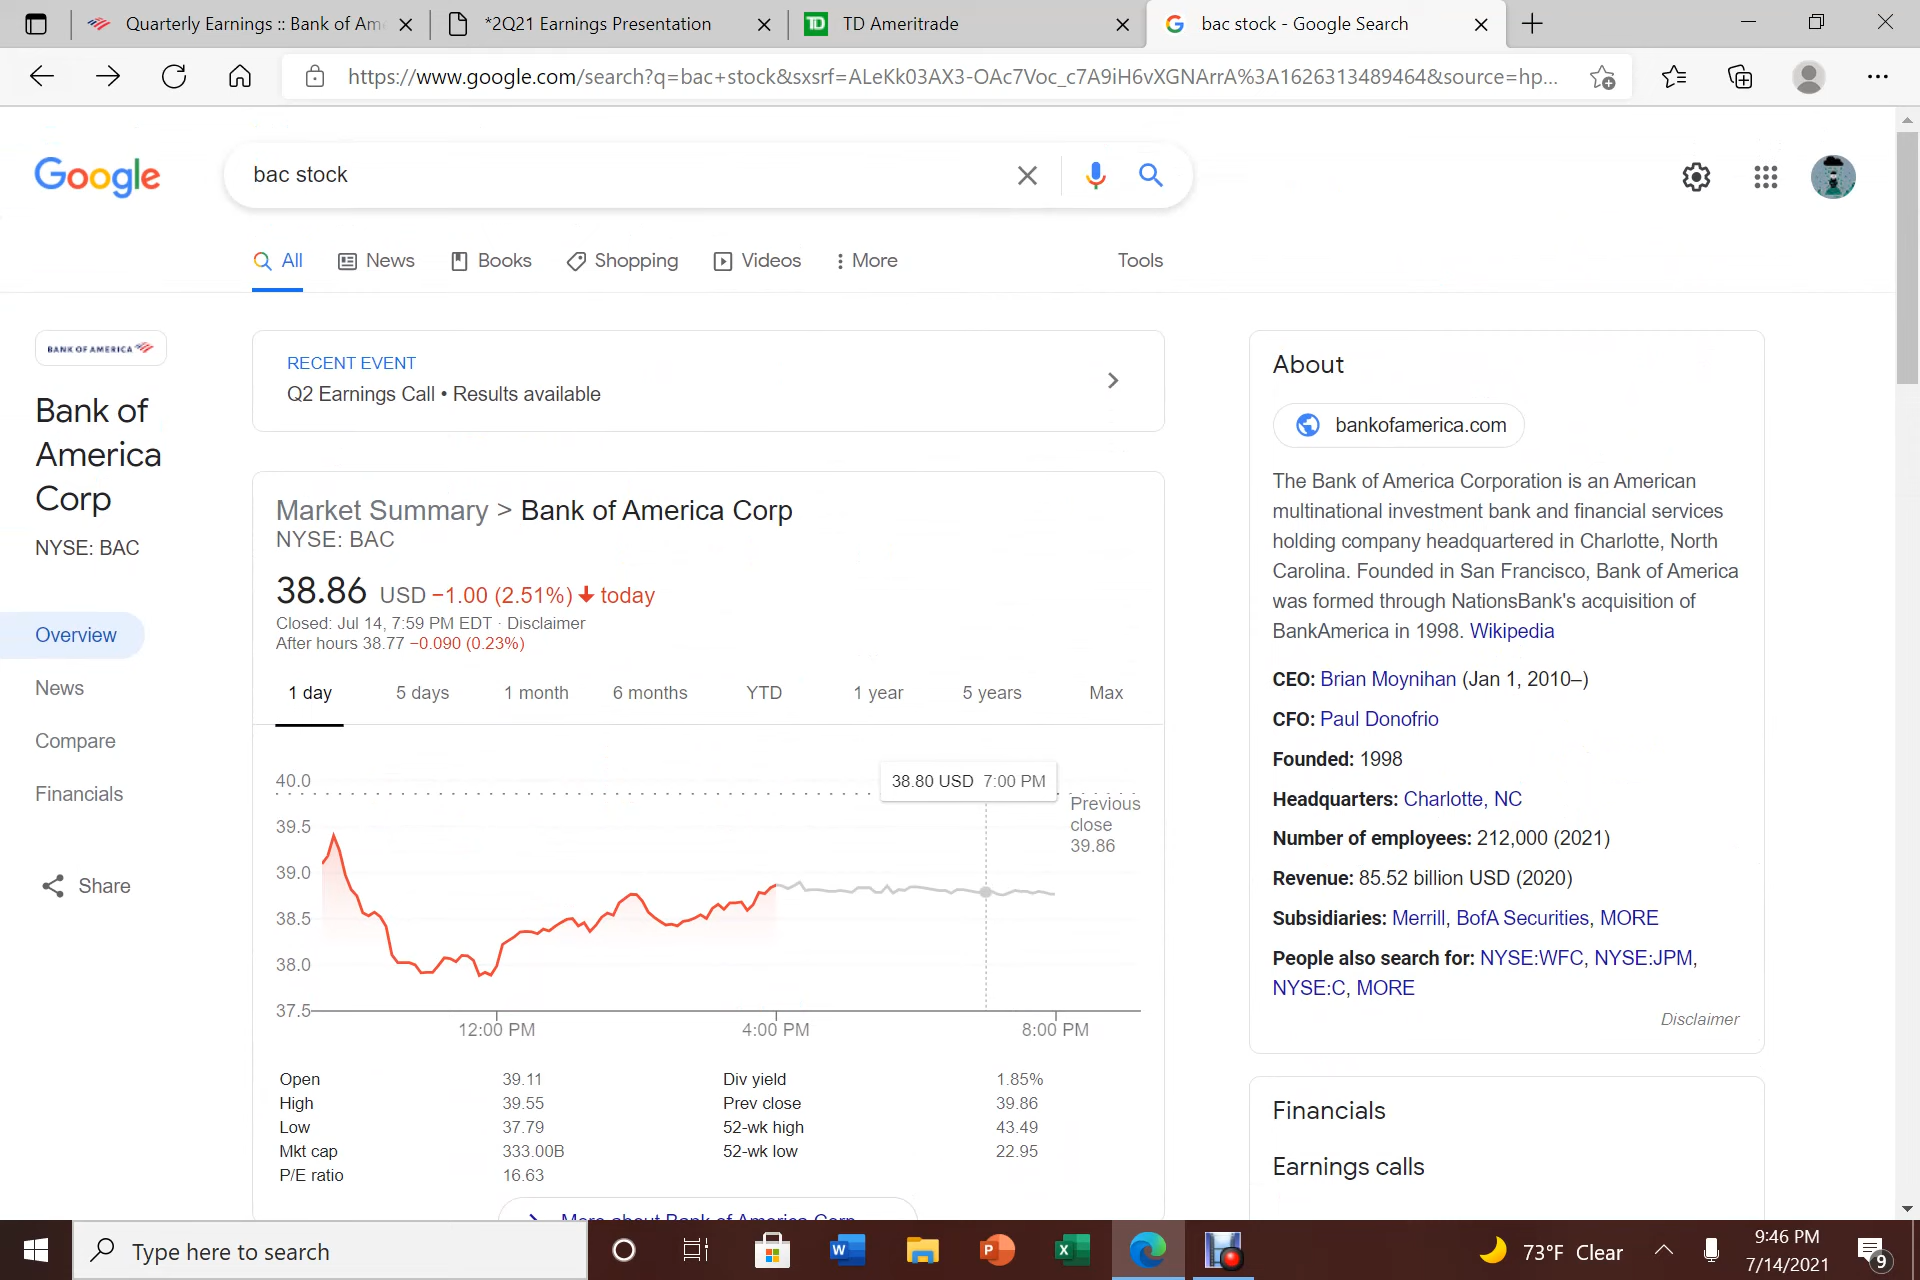 Quarterly Earnings :: Bank of Am
*2Q21 Earnings Presentation
TD Ameritrade
bac stock - Google Search
https://www.google.com/search?q=bac+stock&sxsrf=ALeKk03AX3-OAc7Voc_c7A9iH6vXGNArrA%3A1626313489464&source=hp...
Google
bac stock
All
News
Books
Shopping
Videos
More
Tools
BANK OF AMERICA
Bank of
America
Corp
NYSE: BAC
Overview
News
Compare
Financials
Share
RECENT EVENT
Q2 Earnings Call • Results available
Market Summary > Bank of America Corp
NYSE: BAC
38.86 USD −1.00 (2.51%) today
Closed: Jul 14, 7:59 PM EDT · Disclaimer
After hours 38.77 −0.090 (0.23%)
1 day 5 days 1 month 6 months YTD 1 year 5 years Max
38.80 USD 7:00 PM
40.0
39.5
39.0
38.5
38.0
37.5
Previous
close
39.86
12:00 PM 4:00 PM 8:00 PM
Open 39.11 Div yield 1.85%
High 39.55 Prev close 39.86
Low 37.79 52-wk high 43.49
Mkt cap 333.00B 52-wk low 22.95
P/E ratio 16.63
More about Bank of America Corp
About
bankofamerica.com
The Bank of America Corporation is an American
multinational investment bank and financial services
holding company headquartered in Charlotte, North
Carolina. Founded in San Francisco, Bank of America
was formed through NationsBank's acquisition of
BankAmerica in 1998. Wikipedia
CEO: Brian Moynihan (Jan 1, 2010–)
CFO: Paul Donofrio
Founded: 1998
Headquarters: Charlotte, NC
Number of employees: 212,000 (2021)
Revenue: 85.52 billion USD (2020)
Subsidiaries: Merrill, BofA Securities, MORE
People also search for: NYSE:WFC, NYSE:JPM,
NYSE:C, MORE
Disclaimer
Financials
Earnings calls
Type here to search
73°F Clear
9:46 PM
7/14/2021
9